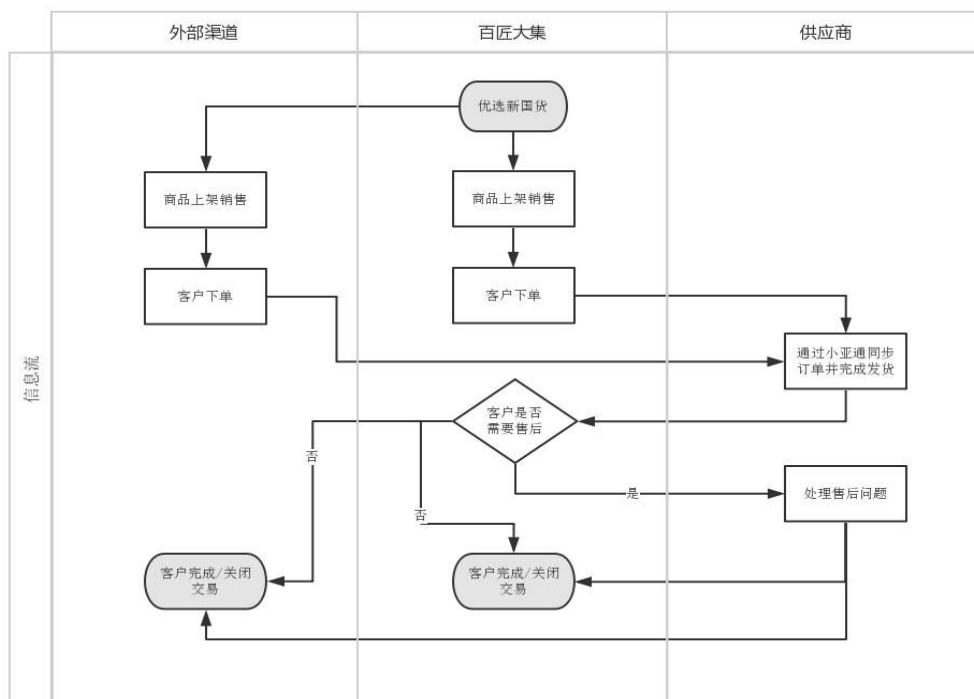 外部渠道
百匠大集
供应商
信息流
优选新国货
商品上架销售
商品上架销售
客户下单
客户下单
通过小亚通同步
订单并完成发货
客户是否
需要售后
否
否
是
处理售后问题
客户完成/关闭
交易
客户完成/关闭
交易